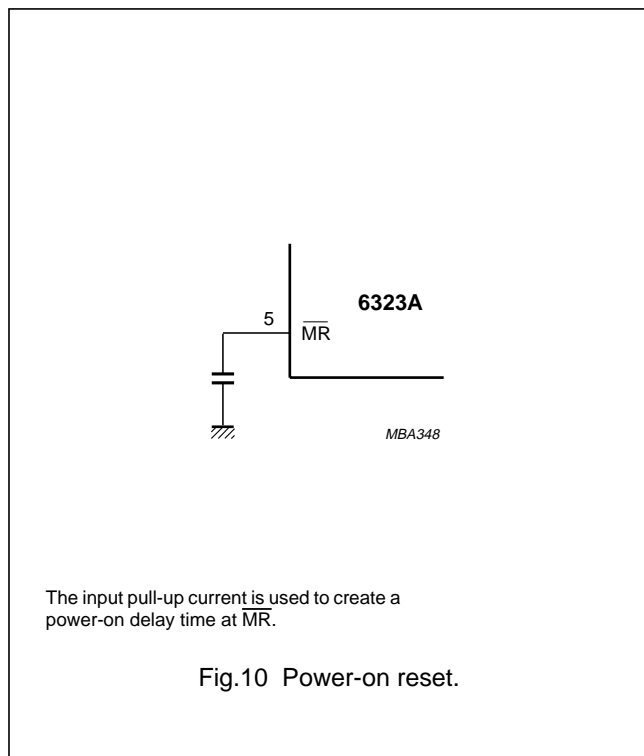 6323A
5
MR
MBA348
The input pull-up current is used to create a
power-on delay time at MR.
Fig.10 Power-on reset.